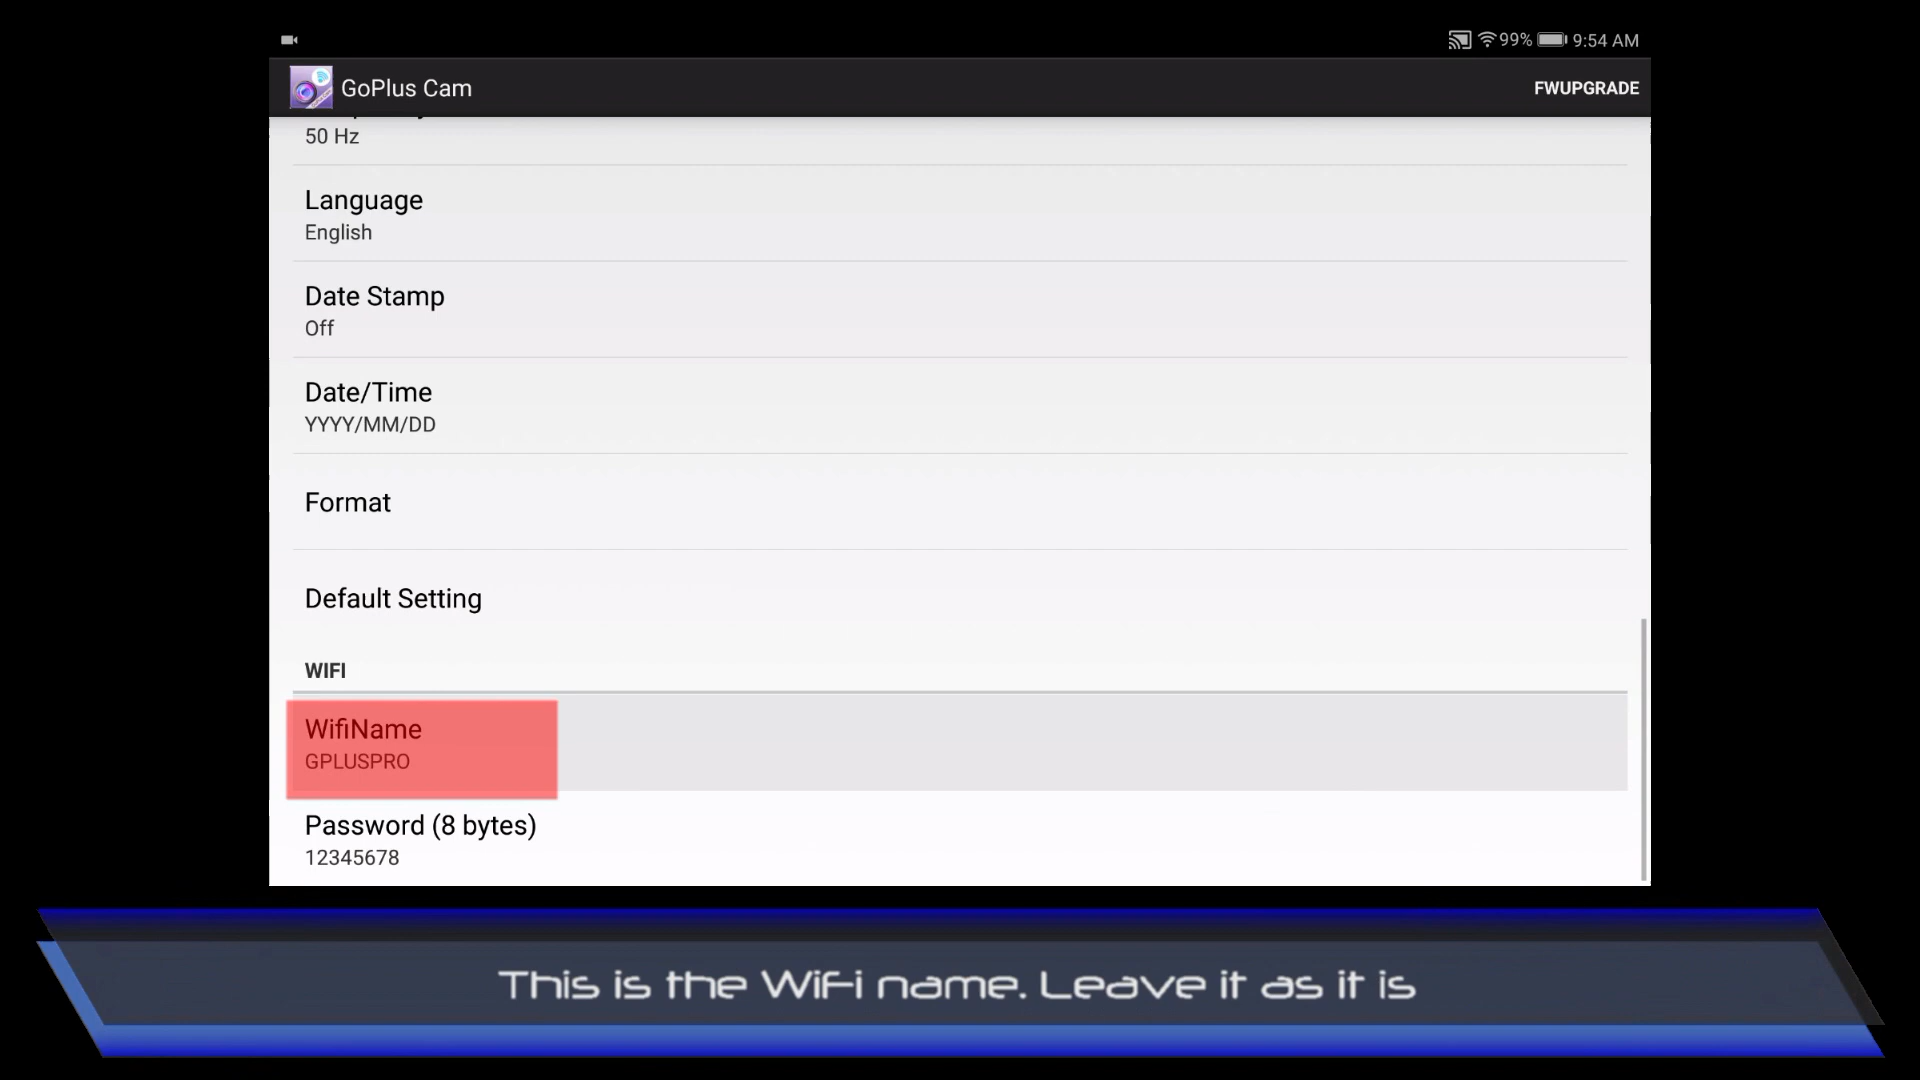 99% 9:54 AM
GoPlus Cam
FWUPGRADE
50 Hz
Language
English
Date Stamp
Off
Date/Time
YYYY/MM/DD
Format
Default Setting
WIFI
WifiName
GPLUSPRO
Password (8 bytes)
12345678
This is the WiFi name. Leave it as it is